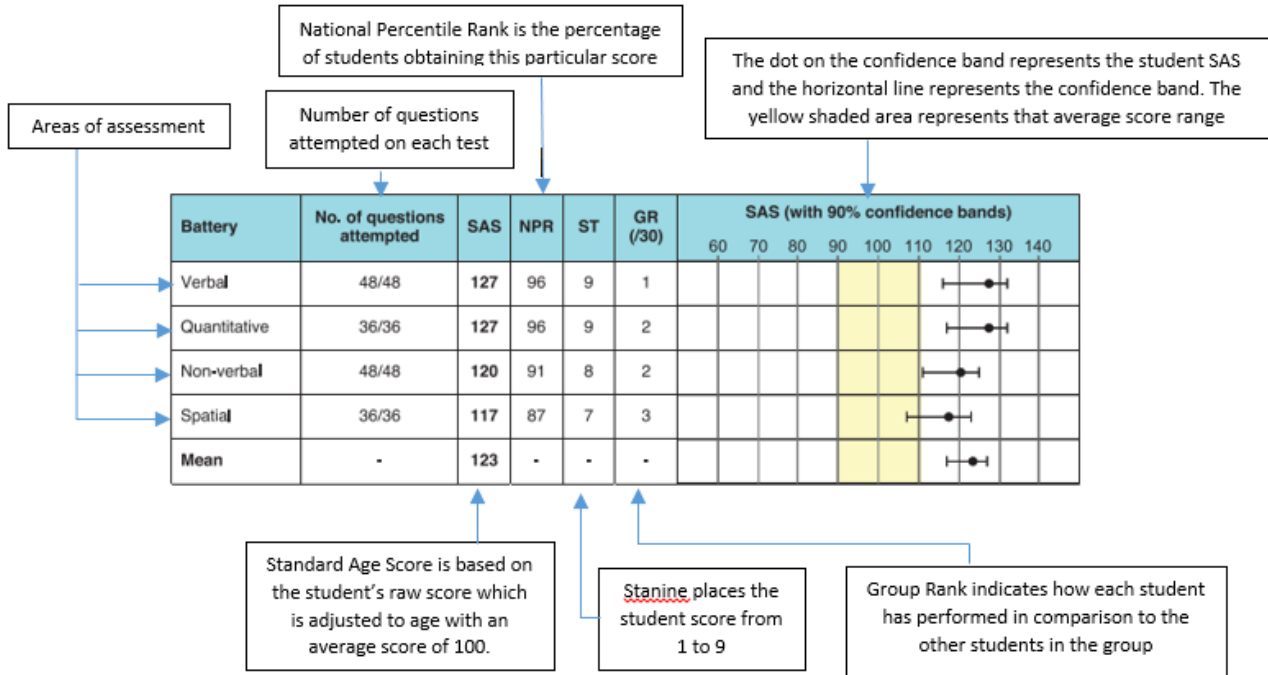 National Percentile Rank is the percentage
of students obtaining this particular score
The dot on the confidence band represents the student SAS
and the horizontal line represents the confidence band. The
yellow shaded area represents that average score range
Areas of assessment
Number of questions
attempted on each test
Battery
No. of questions
attempted
SAS
NPR
ST
GR
(/30)
SAS (with 90% confidence bands)
60 70 80 90 100 110 120 130 140
Verbal 48/48 127 96 9 1
Quantitative 36/36 127 96 9 2
Non-verbal 48/48 120 91 8 2
Spatial 36/36 117 87 7 3
Mean - 123 - - -
Standard Age Score is based on
the student’s raw score which
is adjusted to age with an
average score of 100.
Stanine places the
student score from
1 to 9
Group Rank indicates how each student
has performed in comparison to the
other students in the group